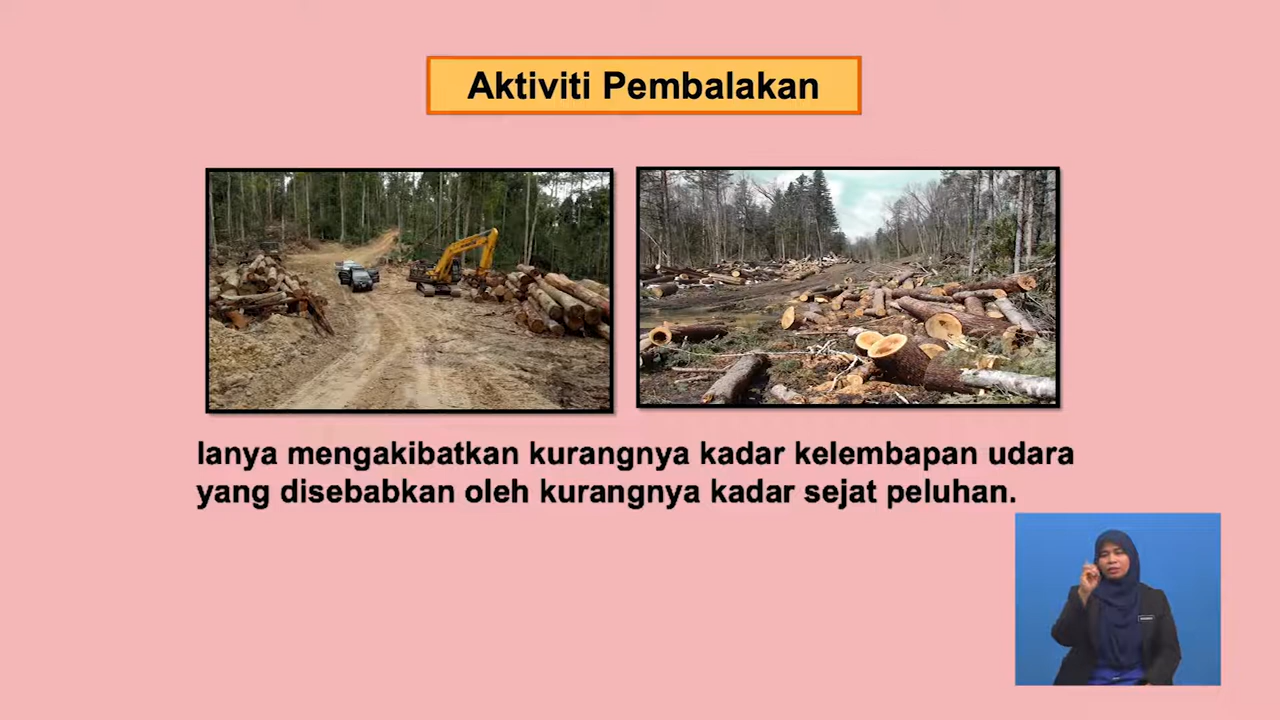 Aktiviti Pembalakan
Ianya mengakibatkan kurangnya kadar kelembapan udara
yang disebabkan oleh kurangnya kadar sejat peluhan.